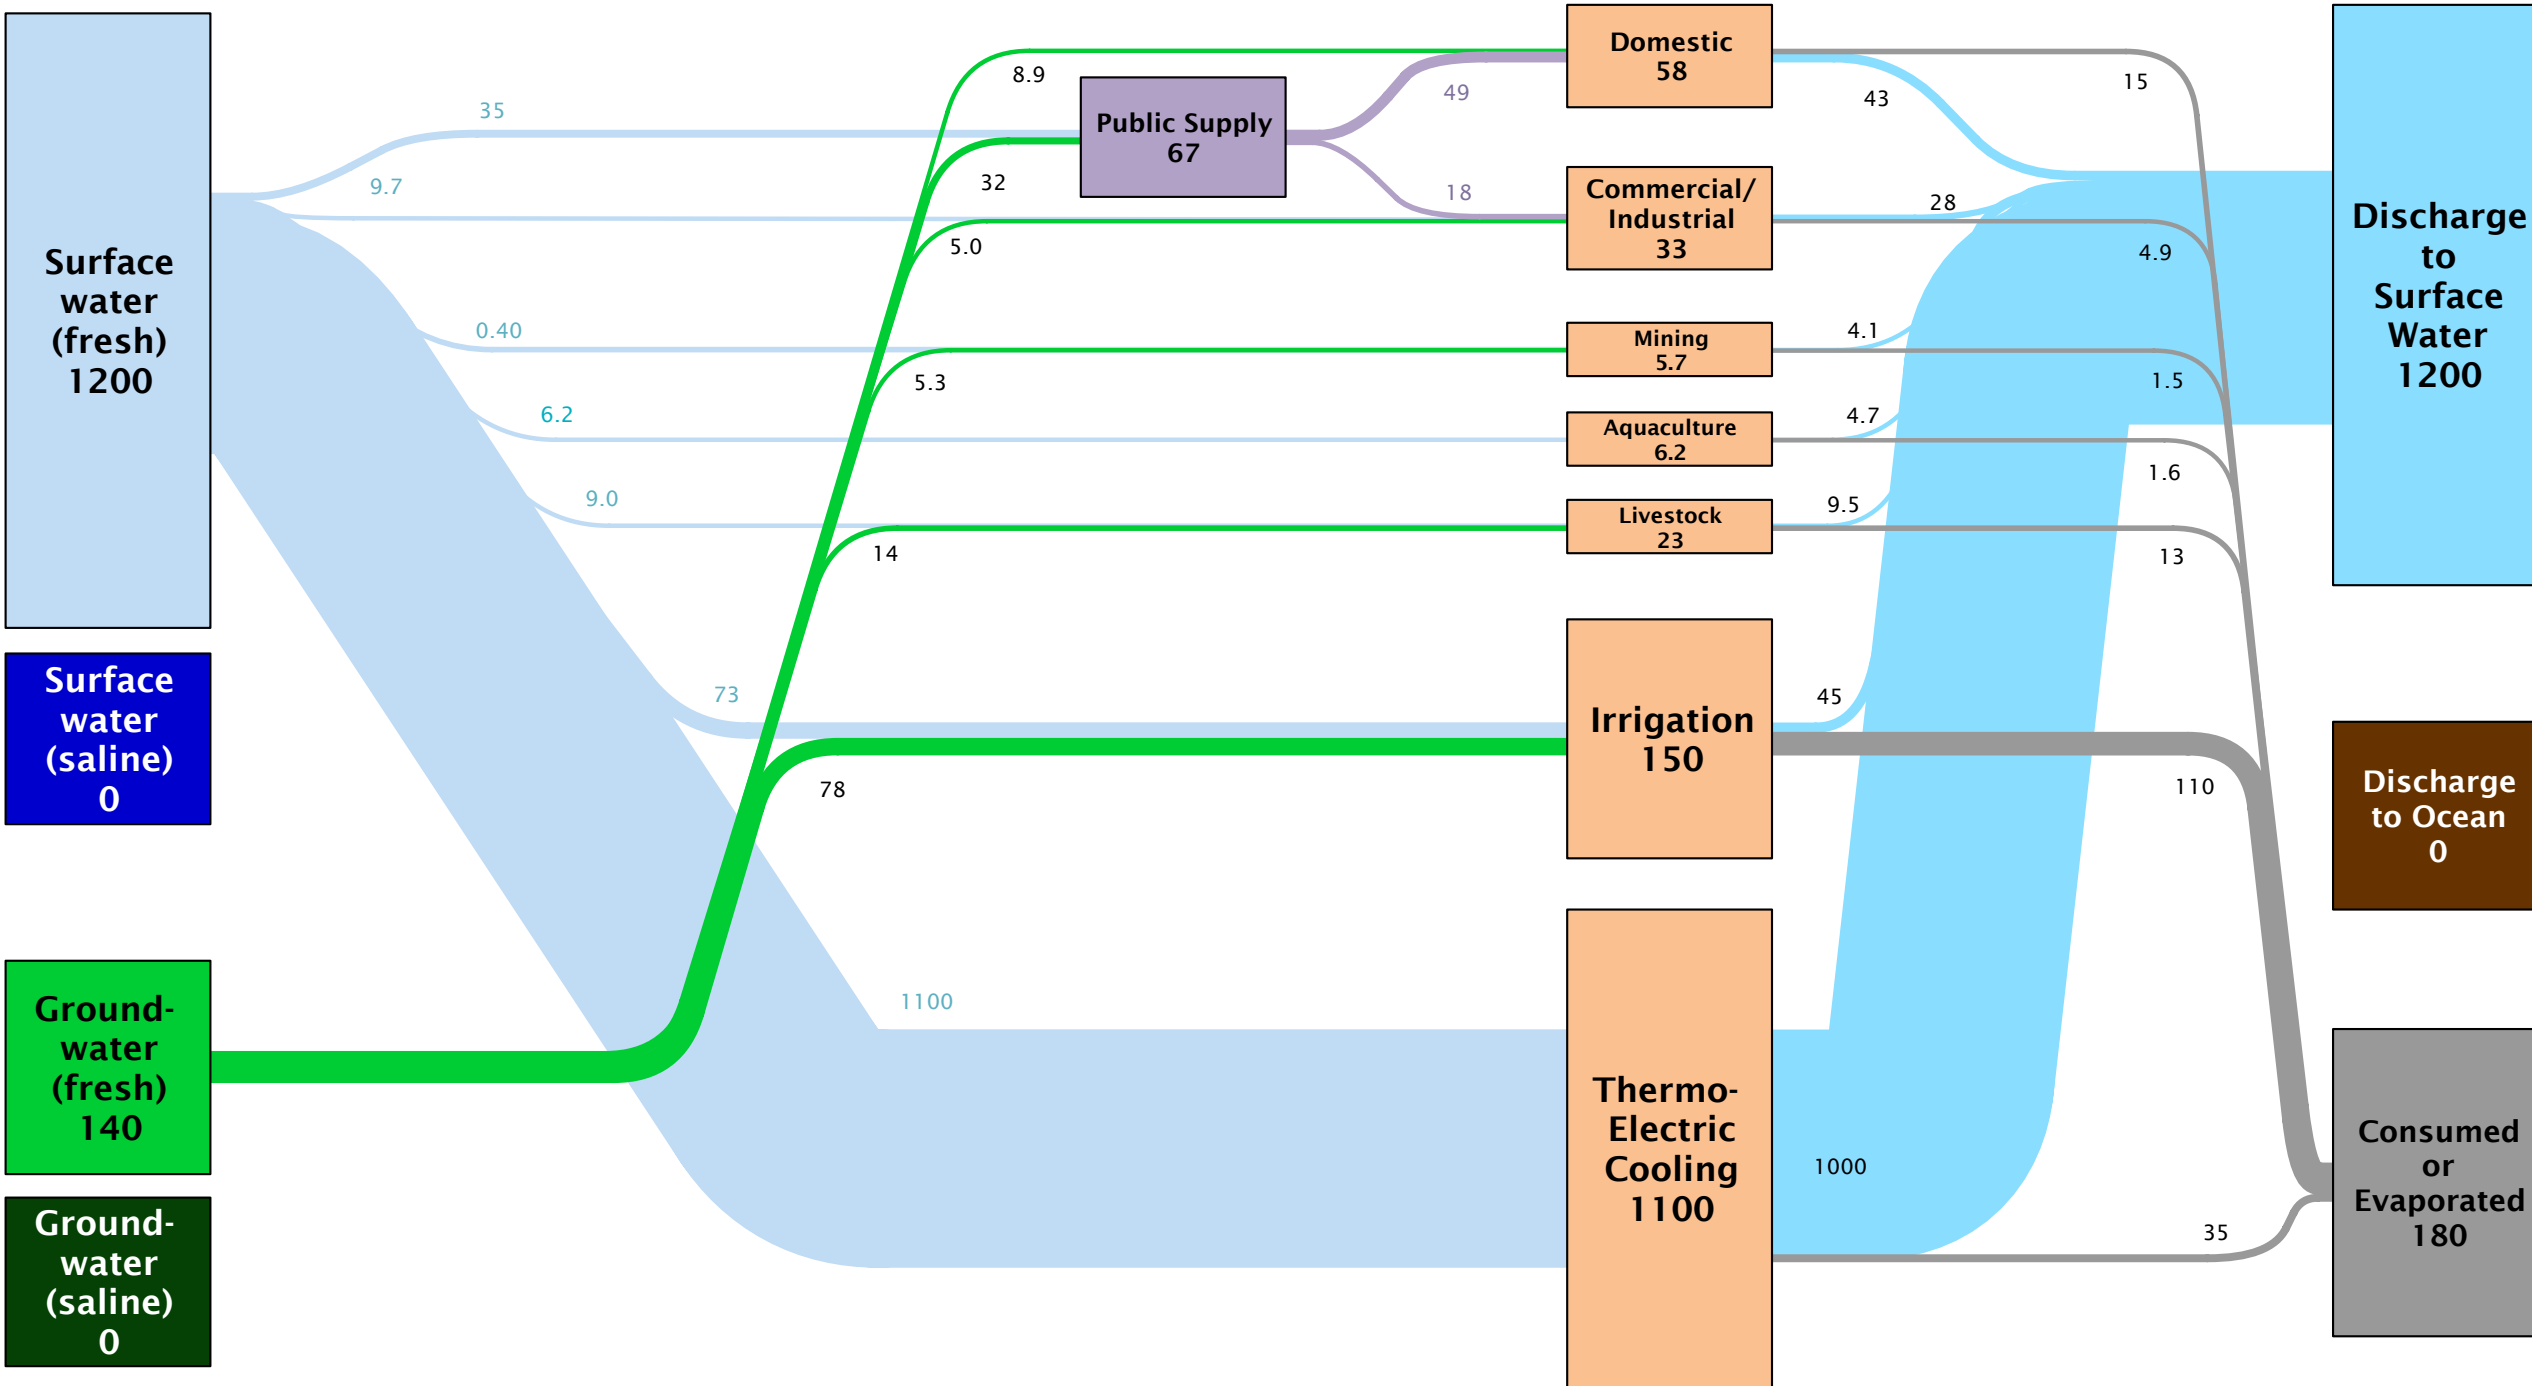 Surface
water
(fresh)
1200
Surface
water
(saline)
0
Ground-
water
(fresh)
140
Ground-
water
(saline)
0
35
9.7
0.40
6.2
9.0
73
1100
8.9
32
5.0
5.3
14
78
Public Supply
67
49
18
Domestic
58
Commercial/
Industrial
33
Mining
5.7
Aquaculture
6.2
Livestock
23
Irrigation
150
Thermo-
Electric
Cooling
1100
43
28
4.1
4.7
9.5
45
1000
15
4.9
1.5
1.6
13
110
35
Discharge
to
Surface
Water
1200
Discharge
to Ocean
0
Consumed
or
Evaporated
180